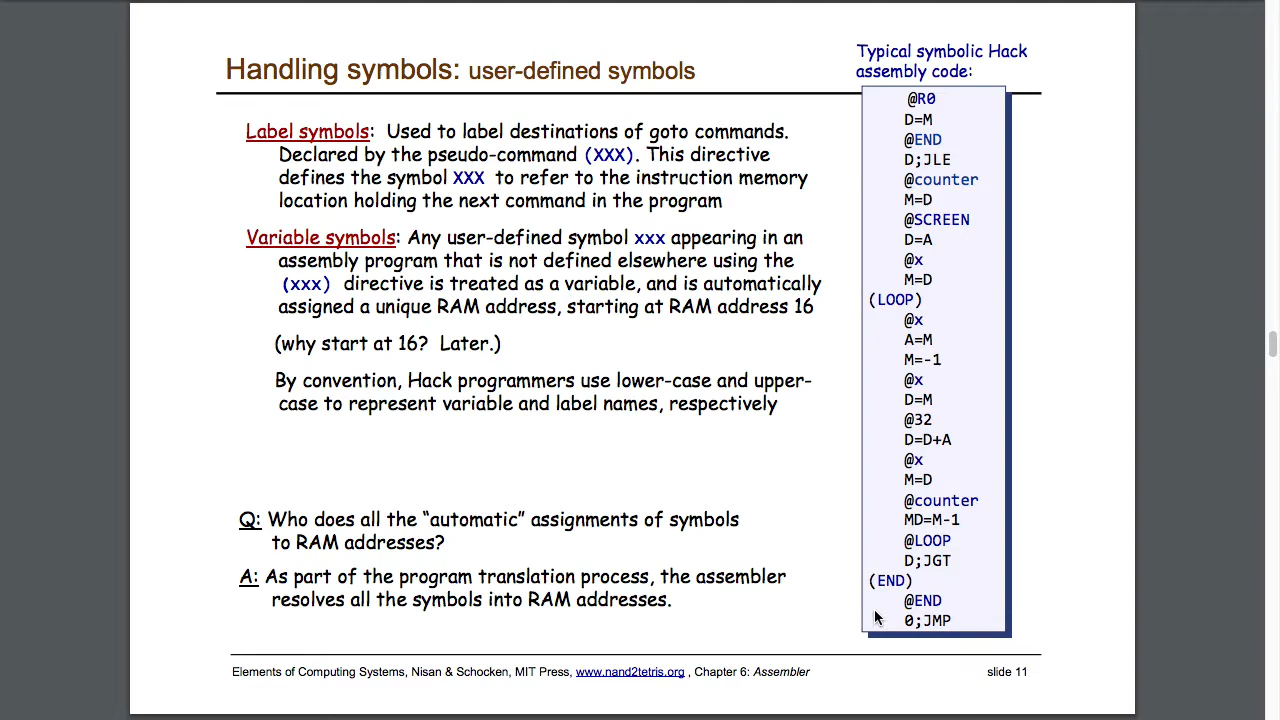 Handling symbols: user-defined symbols
Label symbols: Used to label destinations of goto commands.
Declared by the pseudo-command (XXX). This directive
defines the symbol XXX to refer to the instruction memory
location holding the next command in the program
Variable symbols: Any user-defined symbol xxx appearing in an
assembly program that is not defined elsewhere using the
(xxx) directive is treated as a variable, and is automatically
assigned a unique RAM address, starting at RAM address 16
(why start at 16? Later.)
By convention, Hack programmers use lower-case and upper-
case to represent variable and label names, respectively
Q: Who does all the “automatic” assignments of symbols
to RAM addresses?
A: As part of the program translation process, the assembler
resolves all the symbols into RAM addresses.
Typical symbolic Hack
assembly code:
@R0
D=M
@END
D;JLE
@counter
M=D
@SCREEN
D=A
@x
M=D
(LOOP)
@x
A=M
M=-1
@x
D=M
@32
D=D+A
@x
M=D
@counter
MD=M-1
@LOOP
D;JGT
(END)
@END
0;JMP
Elements of Computing Systems, Nisan & Schocken, MIT Press, www.nand2tetris.org , Chapter 6: Assembler
slide 11